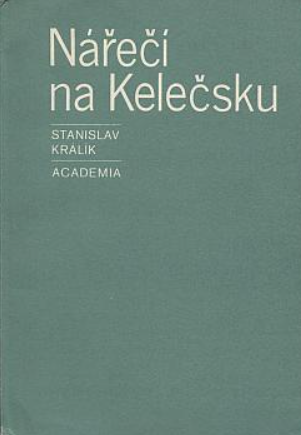 Nářečí
na Kelečsku
STANISLAV
KRÁLÍK
ACADEMIA